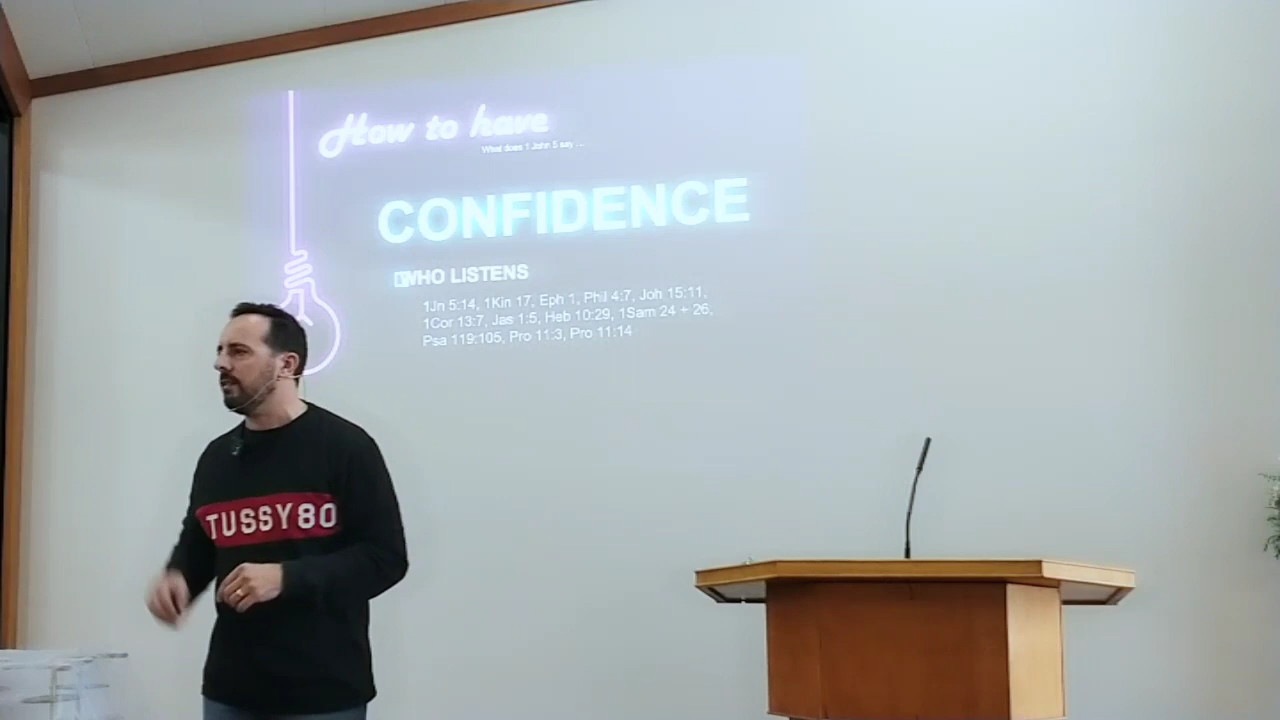 How to have
What does 1 John 5 say ...
CONFIDENCE
WHO LISTENS
1Jn 5:14, 1Kin 17, Eph 1, Phil 4:7, Joh 15:11,
1Cor 13:7, Jas 1:5, Heb 10:29, 1Sam 24 + 26,
Psa 119:105, Pro 11:3, Pro 11:14
TUSSY80